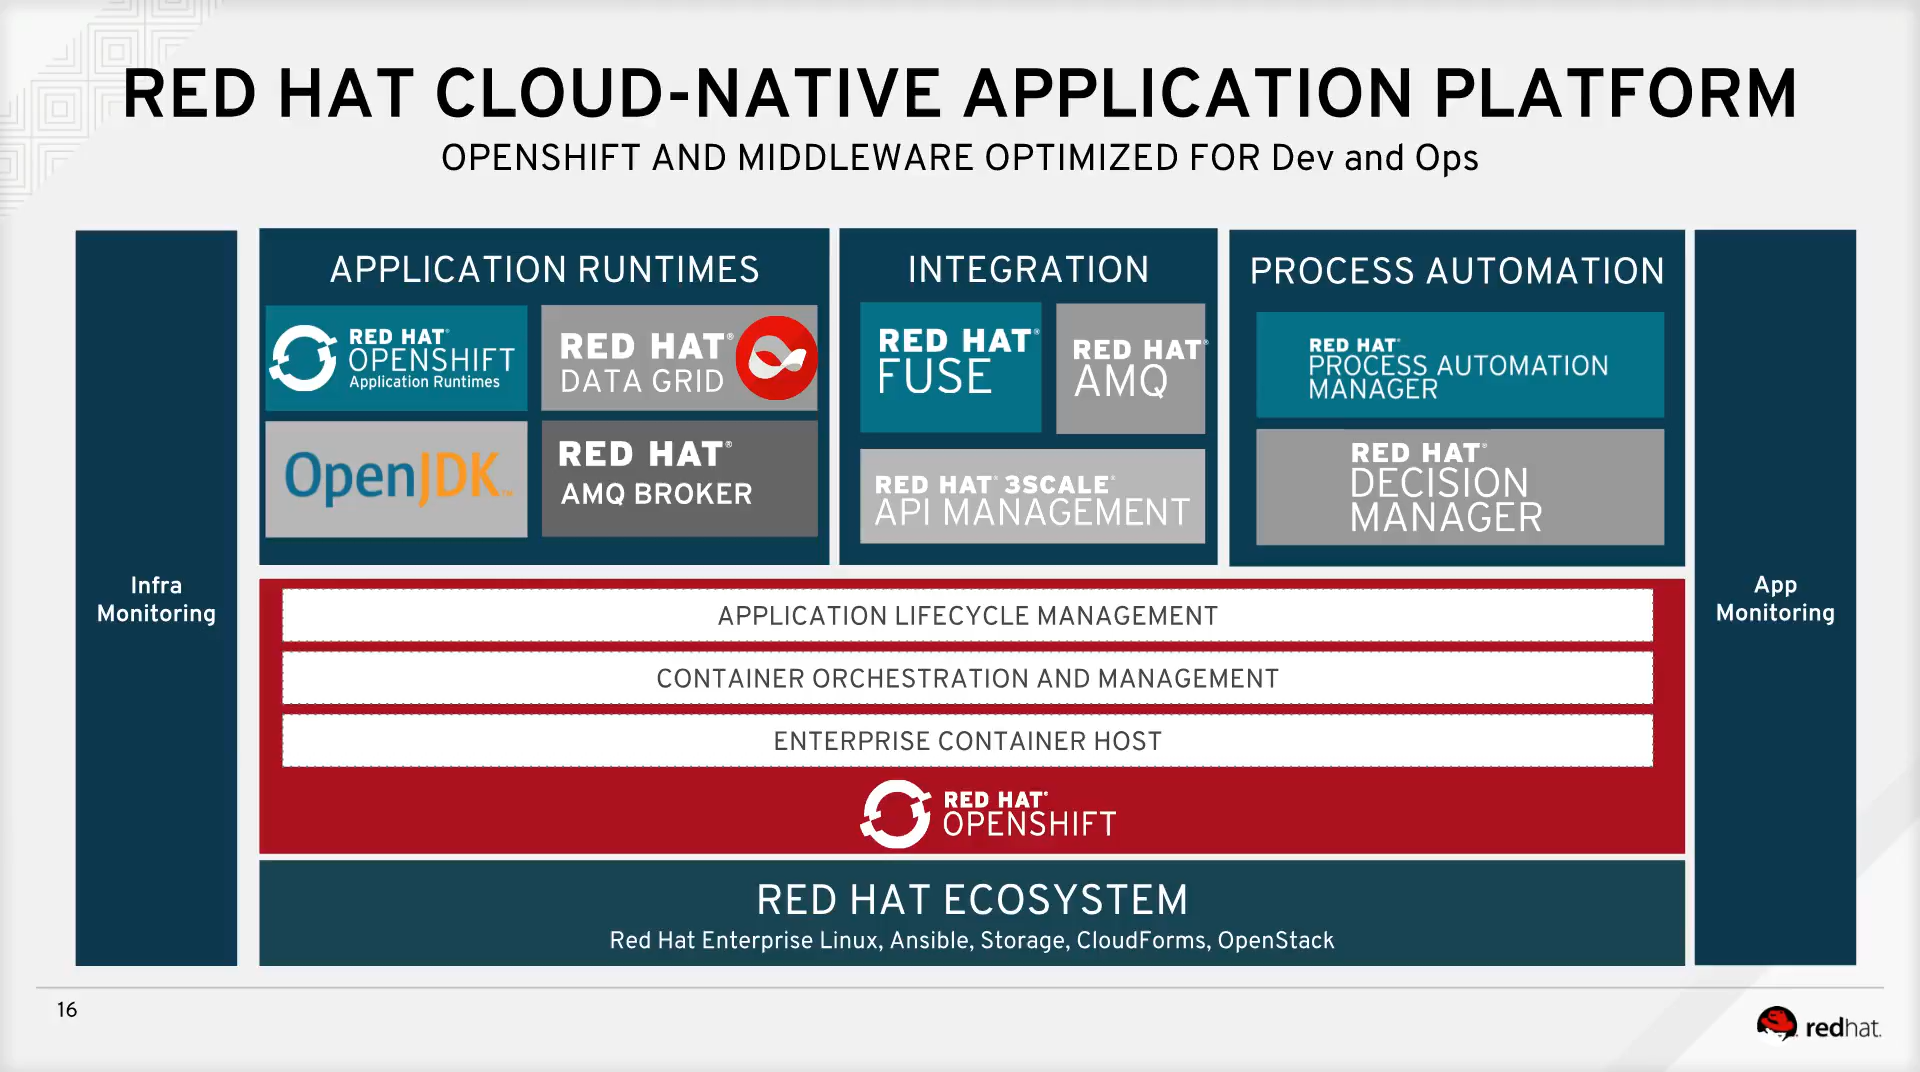 RED HAT CLOUD-NATIVE APPLICATION PLATFORM
OPENSHIFT AND MIDDLEWARE OPTIMIZED FOR Dev and Ops
Infra
Monitoring
APPLICATION RUNTIMES
RED HAT®
OPENSHIFT
Application Runtimes
RED HAT®
DATA GRID
OpenJDK™
RED HAT®
AMQ BROKER
INTEGRATION
RED HAT®
FUSE
RED HAT®
AMQ
RED HAT® 3SCALE®
API MANAGEMENT
PROCESS AUTOMATION
RED HAT®
PROCESS AUTOMATION
MANAGER
RED HAT®
DECISION
MANAGER
App
Monitoring
APPLICATION LIFECYCLE MANAGEMENT
CONTAINER ORCHESTRATION AND MANAGEMENT
ENTERPRISE CONTAINER HOST
RED HAT®
OPENSHIFT
RED HAT ECOSYSTEM
Red Hat Enterprise Linux, Ansible, Storage, CloudForms, OpenStack
16
redhat.